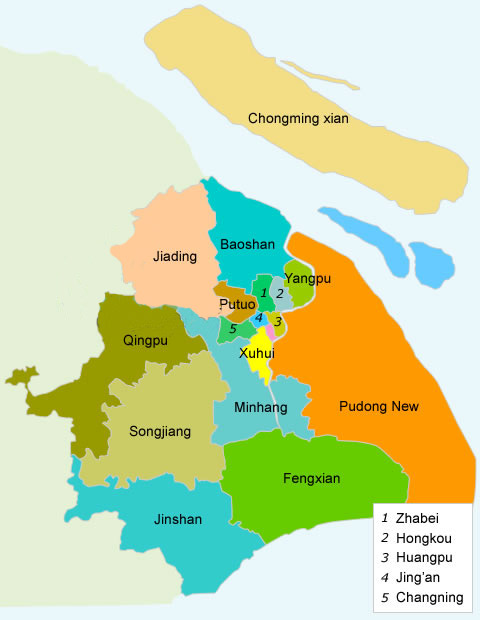 Chongming xian
Baoshan
Jiading
Yangpu
1
2
Putuo
3
4
5
Qingpu
Xuhui
Minhang
Pudong New
Songjiang
Fengxian
Jinshan
1 Zhabei
2 Hongkou
3 Huangpu
4 Jing'an
5 Changning